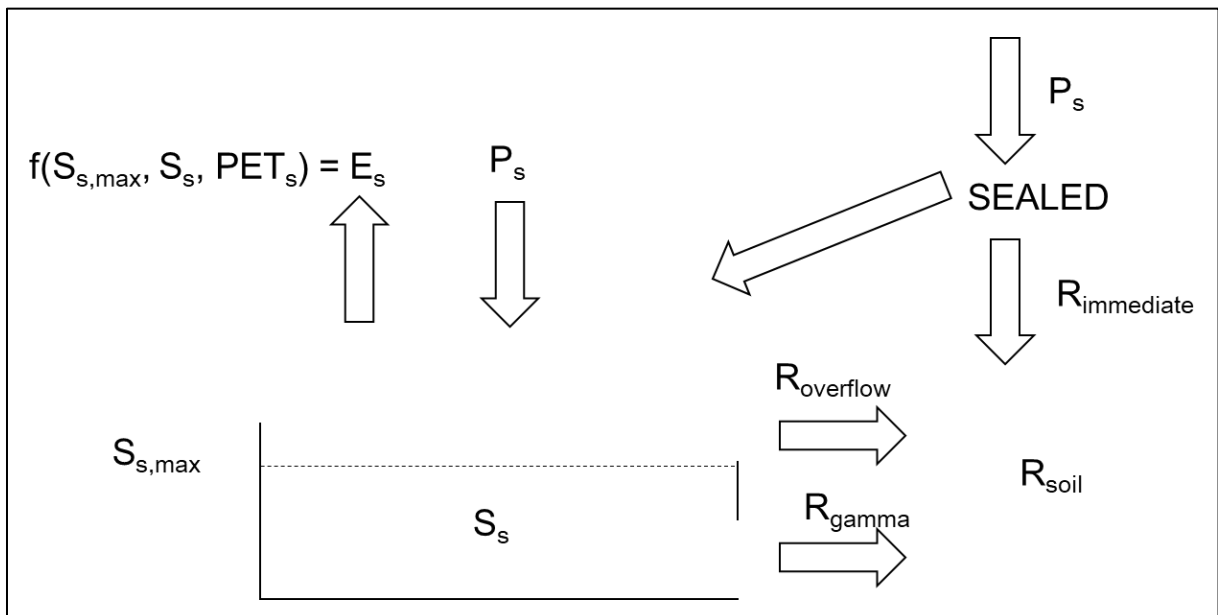 P_s
f(S_s,max, S_s, PET_s) = E_s
P_s
SEALED
R_immediate
R_overflow
S_s,max
R_soil
R_gamma
S_s